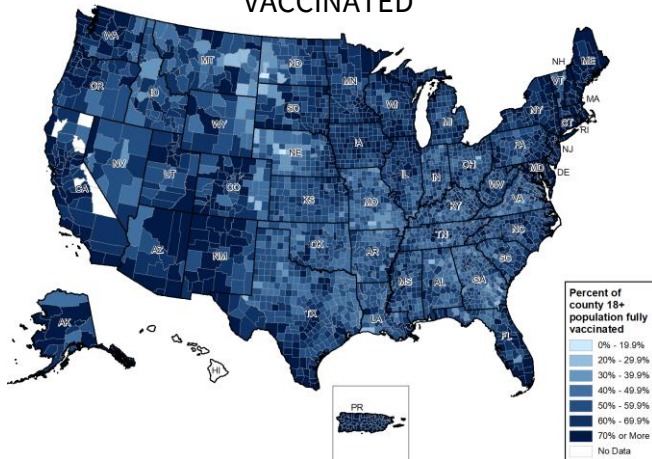 VACCINATED
WA
MT
ND
MN
ME
NH
VT
OR
ID
WY
SD
WI
MI
NY
MA
CT
RI
NV
UT
CO
NE
IA
IL
IN
OH
PA
NJ
MD
DE
CA
KS
MO
KY
WV
VA
AZ
NM
OK
AR
TN
NC
SC
TX
LA
MS
AL
GA
FL
AK
HI
PR
Percent of
county 18+
population fully
vaccinated
0% - 19.9%
20% - 29.9%
30% - 39.9%
40% - 49.9%
50% - 59.9%
60% - 69.9%
70% or More
No Data